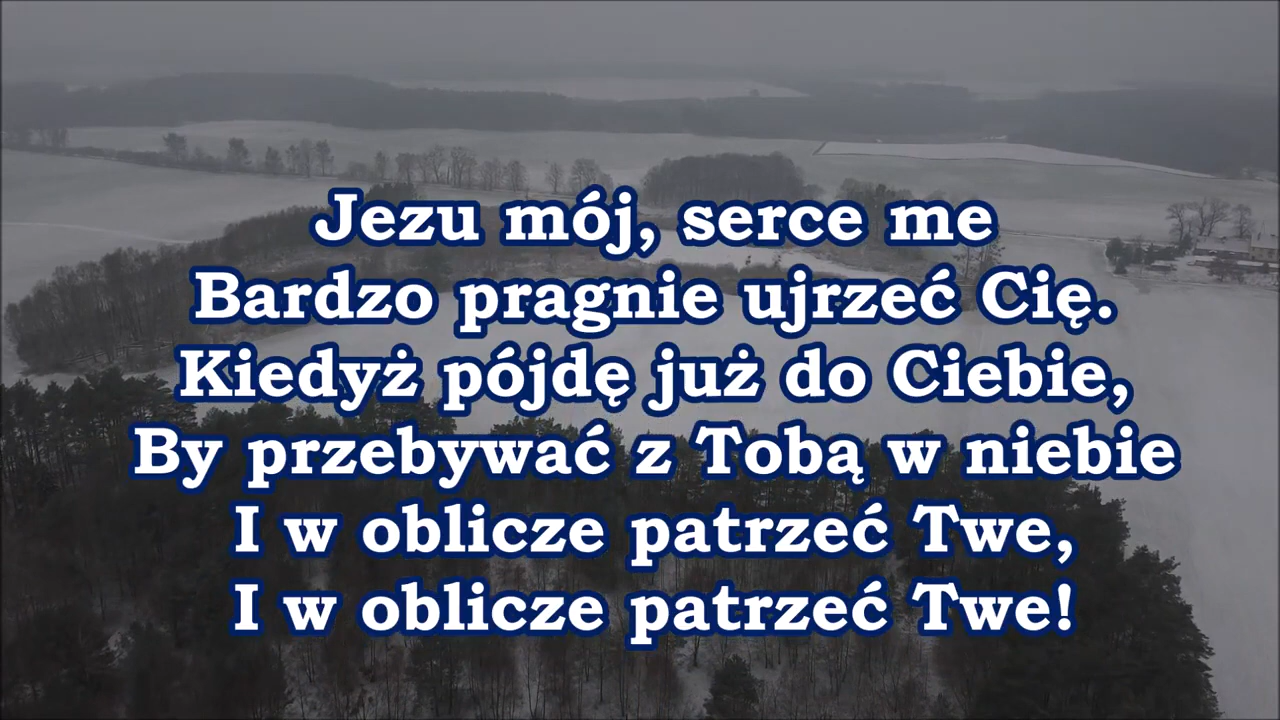 Jezu mój, serce me
Bardzo pragnie ujrzeć Cię.
Kiedyż pójdę już do Ciebie,
By przebywać z Tobą w niebie
I w oblicze patrzeć Twe,
I w oblicze patrzeć Twe!